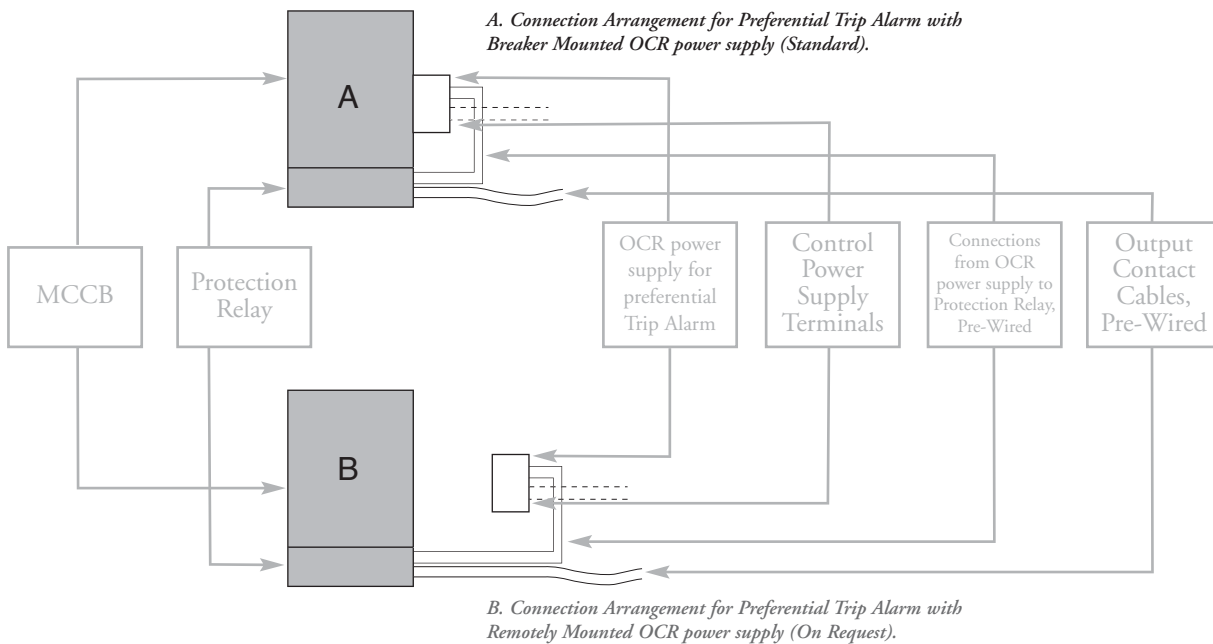 A. Connection Arrangement for Preferential Trip Alarm with
Breaker Mounted OCR power supply (Standard).
A
MCCB
Protection
Relay
OCR power
supply for
preferential
Trip Alarm
Control
Power
Supply
Terminals
Connections
from OCR
power supply to
Protection Relay,
Pre-Wired
Output
Contact
Cables,
Pre-Wired
B
B. Connection Arrangement for Preferential Trip Alarm with
Remotely Mounted OCR power supply (On Request).